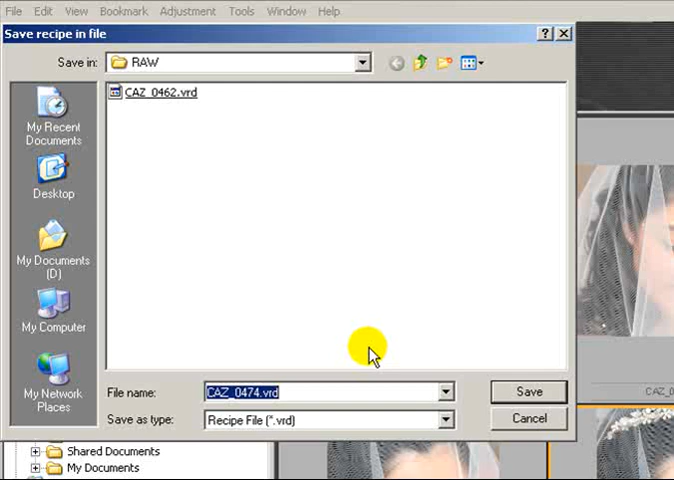 File Edit View Bookmark Adjustment Tools Window Help
Save recipe in file
Save in: RAW
CAZ_0462.vrd
My Recent
Documents
Desktop
My Documents
(D)
My Computer
My Network
Places
File name: CAZ_0474.vrd Save
Save as type: Recipe File (*.vrd) Cancel
CAZ_0
Shared Documents
My Documents